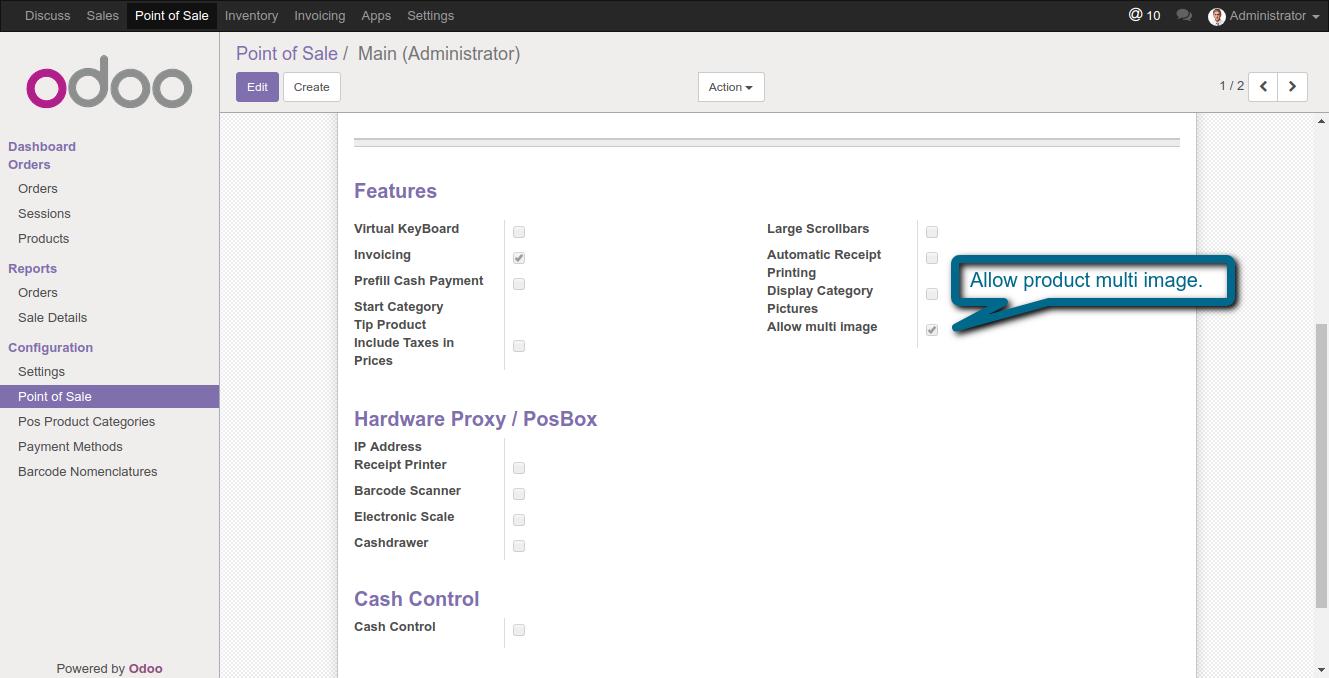 Discuss Sales Point of Sale Inventory Invoicing Apps Settings @ 10 Administrator
odoo
Point of Sale / Main (Administrator)
Edit Create Action 1 / 2
Dashboard
Orders
Orders
Sessions
Products
Reports
Orders
Sale Details
Configuration
Settings
Point of Sale
Pos Product Categories
Payment Methods
Barcode Nomenclatures
Powered by Odoo
Features
Virtual KeyBoard
Invoicing
Prefill Cash Payment
Start Category
Tip Product
Include Taxes in
Prices
Large Scrollbars
Automatic Receipt
Printing
Display Category
Pictures
Allow multi image
Allow product multi image.
Hardware Proxy / PosBox
IP Address
Receipt Printer
Barcode Scanner
Electronic Scale
Cashdrawer
Cash Control
Cash Control